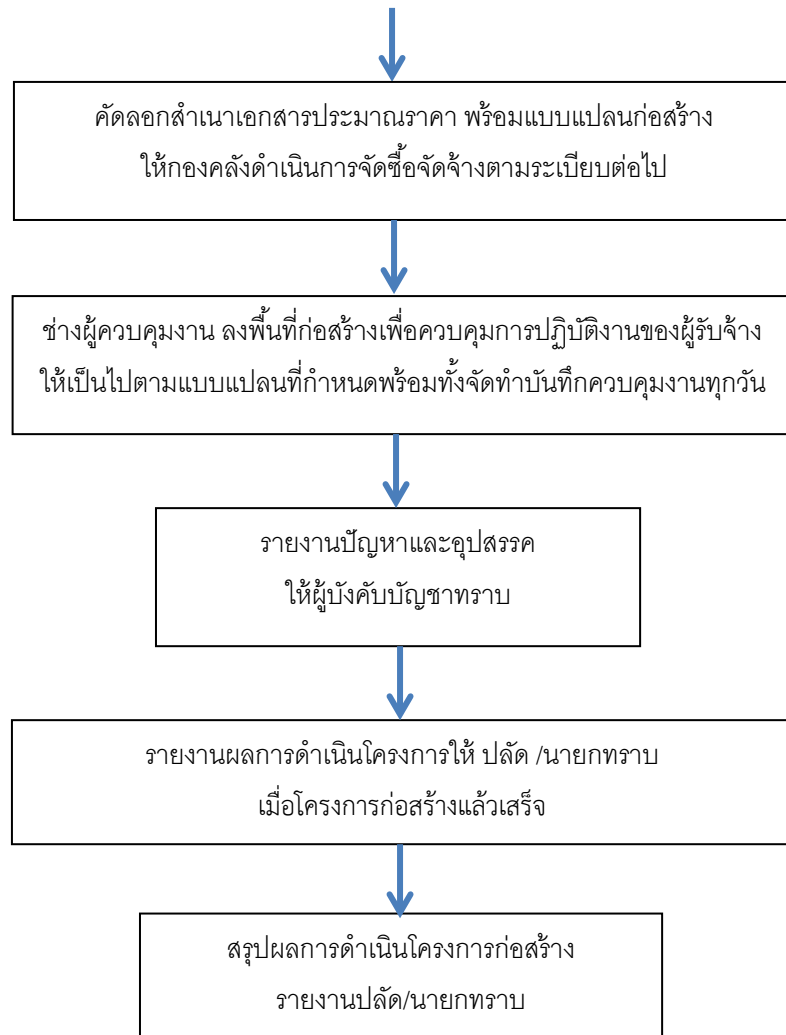 คัดลอกสำเนาเอกสารประมาณราคา พร้อมแบบแปลนก่อสร้าง
ให้กองคลังดำเนินการจัดซื้อจัดจ้างตามระเบียบต่อไป
ช่างผู้ควบคุมงาน ลงพื้นที่ก่อสร้างเพื่อควบคุมการปฏิบัติงานของผู้รับจ้าง
ให้เป็นไปตามแบบแปลนที่กำหนดพร้อมทั้งจัดทำบันทึกควบคุมงานทุกวัน
รายงานปัญหาและอุปสรรค
ให้ผู้บังคับบัญชาทราบ
รายงานผลการดำเนินโครงการให้ ปลัด /นายกทราบ
เมื่อโครงการก่อสร้างแล้วเสร็จ
สรุปผลการดำเนินโครงการก่อสร้าง
รายงานปลัด/นายกทราบ